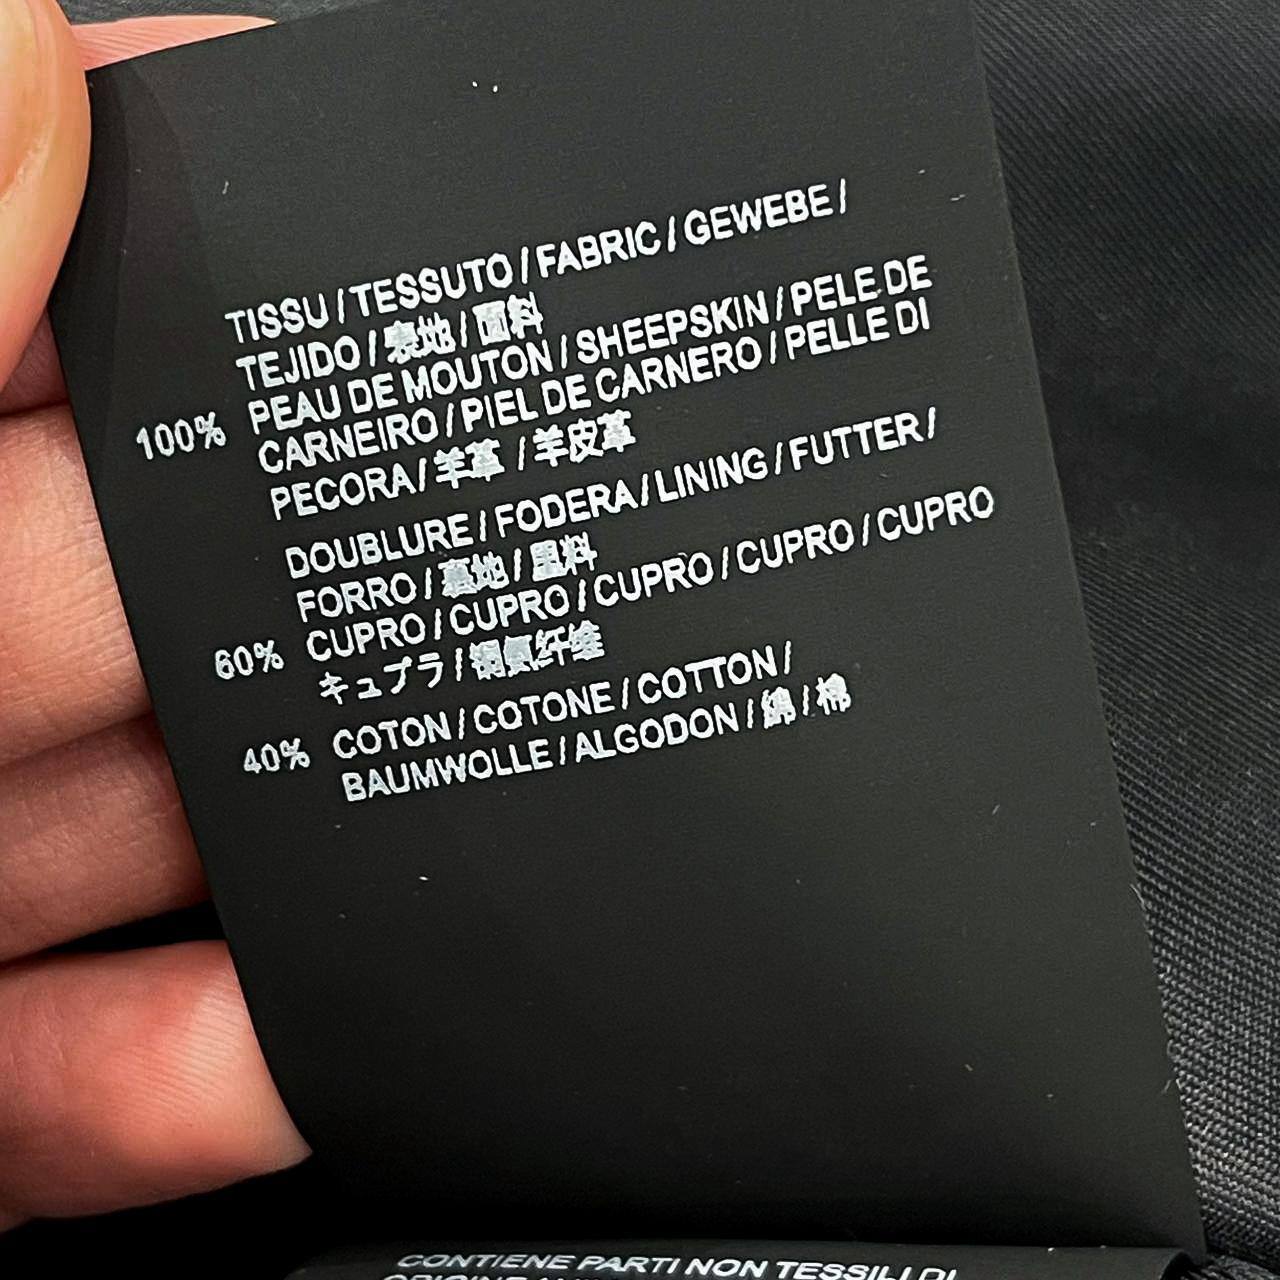 TISSU / TESSUTO / FABRIC / GEWEBE /
TEJIDO / 表地 / 面料
100% PEAU DE MOUTON / SHEEPSKIN / PELE DE
CARNEIRO / PIEL DE CARNERO / PELLE DI
PECORA / 羊革 / 羊皮革
DOUBLURE / FODERA / LINING / FUTTER /
FORRO / 裏地 / 里料
60% CUPRO / CUPRO / CUPRO / CUPRO / CUPRO
キュプラ / 铜氨纤维
40% COTON / COTONE / COTTON /
BAUMWOLLE / ALGODON / 綿 / 棉
CONTIENE PARTI NON TESSILI DI
ORIGINE